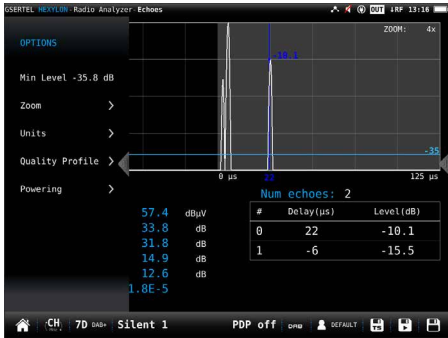 GSERTEL HEXYLON-Radio Analyzer-Echoes OUT ↓RF 13:16
OPTIONS
ZOOM: 4x
-10.1
Min Level -35.8 dB
Zoom >
Units >
-35
Quality Profile >
0 µs 22 125 µs
Powering >
Num echoes: 2
57.4 dBµV
# Delay(µs) Level(dB)
33.8 dB
0 22 -10.1
31.8 dB
1 -6 -15.5
14.9 dB
12.6 dB
1.8E-5
CH 7D DAB+ Silent 1 PDP off DAB DEFAULT TS